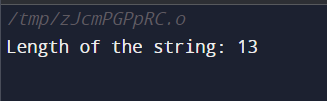 /tmp/zJcmPGPpRC.o
Length of the string: 13